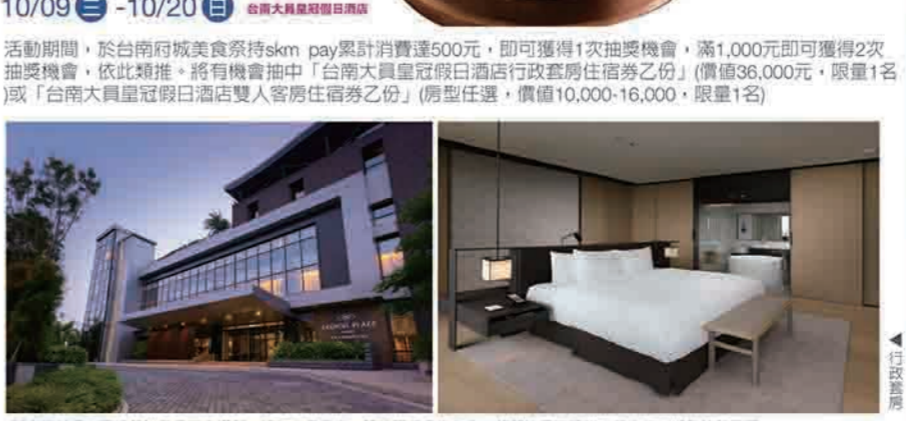 10/09 三 -10/20 日 台南大員皇冠假日酒店
活動期間，於台南府城美食祭持skm pay累計消費達500元，即可獲得1次抽獎機會，滿1,000元即可獲得2次
抽獎機會，依此類推。將有機會抽中「台南大員皇冠假日酒店行政套房住宿券乙份」(價值36,000元，限量1名
)或「台南大員皇冠假日酒店雙人客房住宿券乙份」(房型任選，價值10,000-16,000，限量1名)
CROWNE PLAZA
◀行政套房